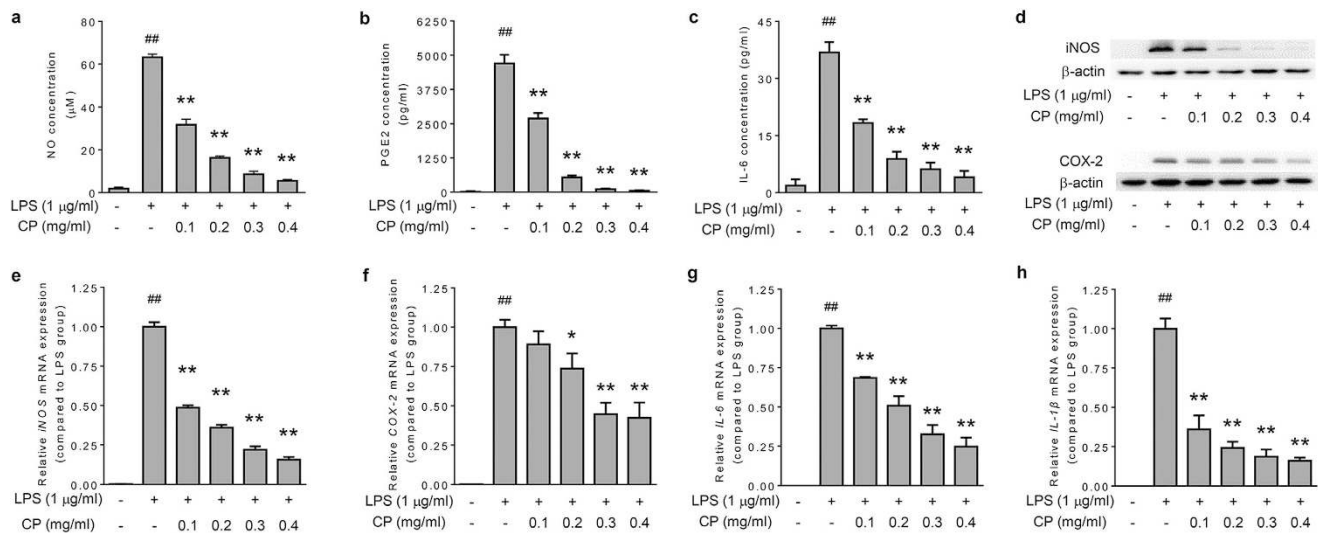 a
NO concentration
(μM)
80
60
40
20
0
##
**
**
**
**
LPS (1 μg/ml) - + + + + +
CP (mg/ml) - - 0.1 0.2 0.3 0.4
b
PGE2 concentration
(pg/ml)
6250
5000
3750
2500
1250
0
##
**
**
**
**
LPS (1 μg/ml) - + + + + +
CP (mg/ml) - - 0.1 0.2 0.3 0.4
c
IL-6 concentration (pg/ml)
45
30
15
0
##
**
**
**
**
LPS (1 μg/ml) - + + + + +
CP (mg/ml) - - 0.1 0.2 0.3 0.4
d
iNOS
β-actin
LPS (1 μg/ml) - + + + + +
CP (mg/ml) - - 0.1 0.2 0.3 0.4
COX-2
β-actin
LPS (1 μg/ml) - + + + + +
CP (mg/ml) - - 0.1 0.2 0.3 0.4
e
Relative iNOS mRNA expression
(compared to LPS group)
1.25
1.00
0.75
0.50
0.25
0.00
##
**
**
**
**
LPS (1 μg/ml) - + + + + +
CP (mg/ml) - - 0.1 0.2 0.3 0.4
f
Relative COX-2 mRNA expression
(compared to LPS group)
1.25
1.00
0.75
0.50
0.25
0.00
##
*
**
**
LPS (1 μg/ml) - + + + + +
CP (mg/ml) - - 0.1 0.2 0.3 0.4
g
Relative IL-6 mRNA expression
(compared to LPS group)
1.25
1.00
0.75
0.50
0.25
0.00
##
**
**
**
**
LPS (1 μg/ml) - + + + + +
CP (mg/ml) - - 0.1 0.2 0.3 0.4
h
Relative IL-1β mRNA expression
(compared to LPS group)
1.25
1.00
0.75
0.50
0.25
0.00
##
**
**
**
**
LPS (1 μg/ml) - + + + + +
CP (mg/ml) - - 0.1 0.2 0.3 0.4